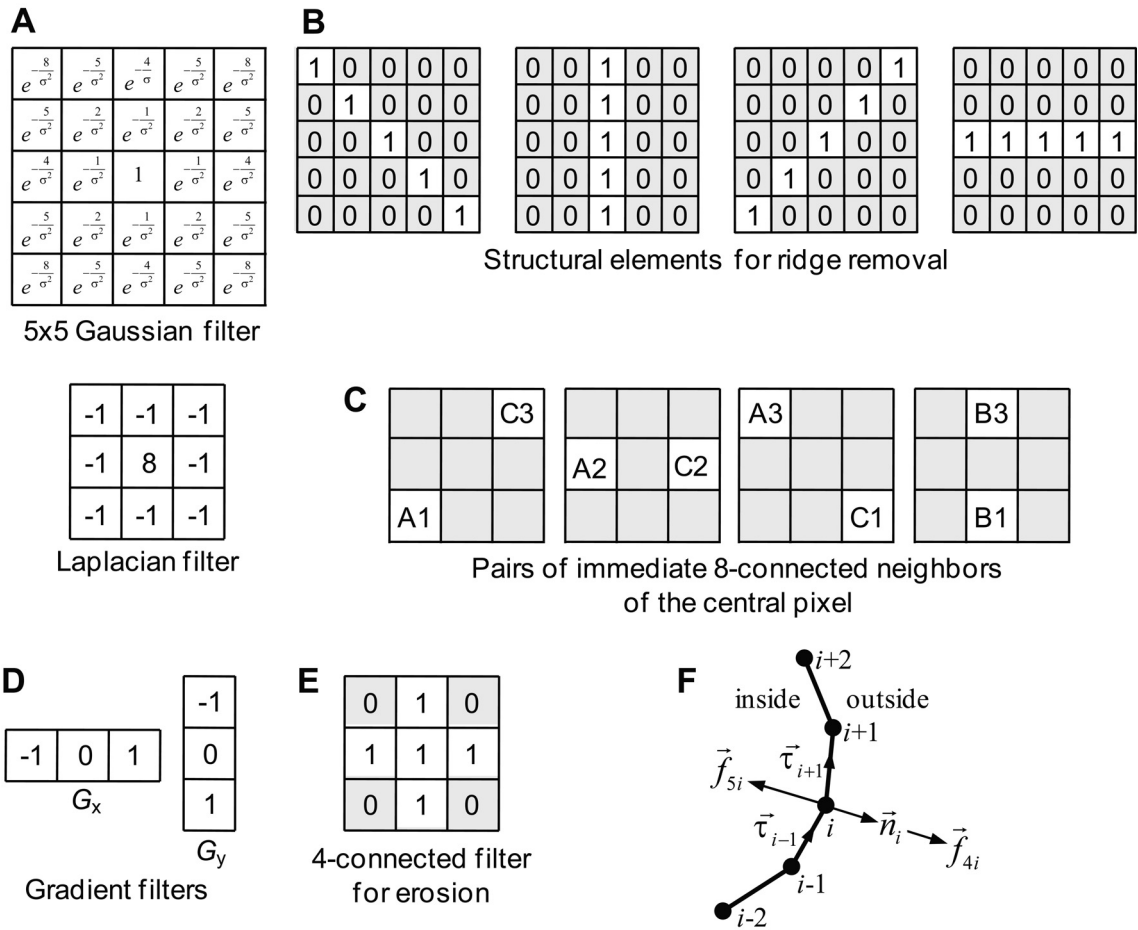 A
e^{-8/σ²} e^{-5/σ²} e^{-4/σ} e^{-5/σ²} e^{-8/σ²}
e^{-5/σ²} e^{-2/σ²} e^{-1/σ²} e^{-2/σ²} e^{-5/σ²}
e^{-4/σ²} e^{-1/σ²} 1 e^{-1/σ²} e^{-4/σ²}
e^{-5/σ²} e^{-2/σ²} e^{-1/σ²} e^{-2/σ²} e^{-5/σ²}
e^{-8/σ²} e^{-5/σ²} e^{-4/σ²} e^{-5/σ²} e^{-8/σ²}
5x5 Gaussian filter
-1 -1 -1
-1 8 -1
-1 -1 -1
Laplacian filter
B
1 0 0 0 0
0 1 0 0 0
0 0 1 0 0
0 0 0 1 0
0 0 0 0 1
0 0 1 0 0
0 0 1 0 0
0 0 1 0 0
0 0 1 0 0
0 0 1 0 0
0 0 0 0 1
0 0 0 1 0
0 0 1 0 0
0 1 0 0 0
1 0 0 0 0
0 0 0 0 0
0 0 0 0 0
1 1 1 1 1
0 0 0 0 0
0 0 0 0 0
Structural elements for ridge removal
C
C3
A1
A2 C2
A3
C1
B3
B1
Pairs of immediate 8-connected neighbors
of the central pixel
D
-1 0 1
Gx
-1
0
1
Gy
Gradient filters
E
0 1 0
1 1 1
0 1 0
4-connected filter
for erosion
F
i+2
inside outside
i+1
τ⃗i+1
f⃗5i
τ⃗i−1
i
n⃗i
f⃗4i
i-1
i-2